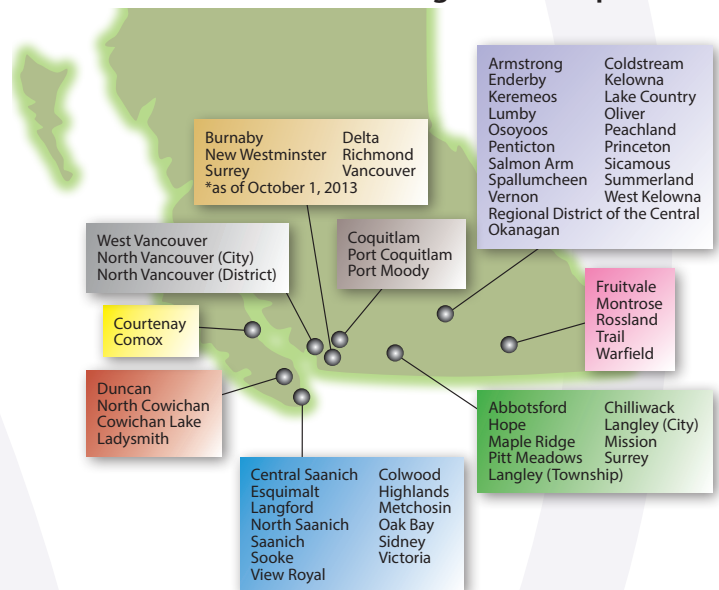 Armstrong Coldstream
Enderby Kelowna
Keremeos Lake Country
Lumby Oliver
Osoyoos Peachland
Penticton Princeton
Salmon Arm Sicamous
Spallumcheen Summerland
Vernon West Kelowna
Regional District of the Central
Okanagan
Burnaby Delta
New Westminster Richmond
Surrey Vancouver
*as of October 1, 2013
West Vancouver
North Vancouver (City)
North Vancouver (District)
Coquitlam
Port Coquitlam
Port Moody
Fruitvale
Montrose
Rossland
Trail
Warfield
Courtenay
Comox
Duncan
North Cowichan
Cowichan Lake
Ladysmith
Abbotsford Chilliwack
Hope Langley (City)
Maple Ridge Mission
Pitt Meadows Surrey
Langley (Township)
Central Saanich Colwood
Esquimalt Highlands
Langford Metchosin
North Saanich Oak Bay
Saanich Sidney
Sooke Victoria
View Royal